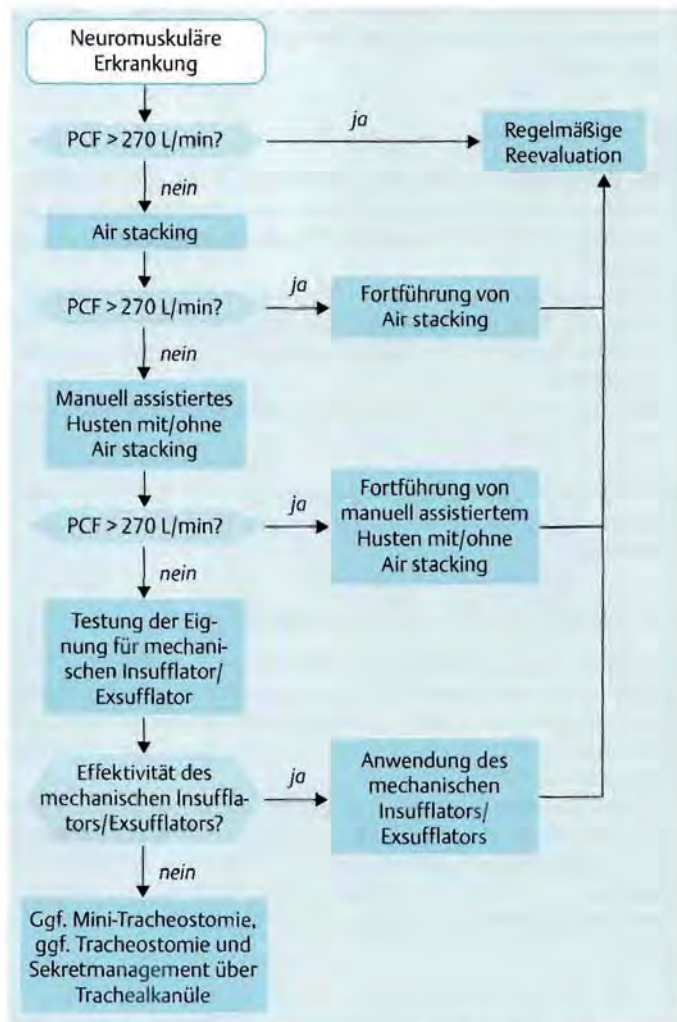 Neuromuskuläre
Erkrankung
PCF > 270 L/min?
ja
Regelmäßige
Reevaluation
nein
Air stacking
PCF > 270 L/min?
ja
Fortführung von
Air stacking
nein
Manuell assistiertes
Husten mit/ohne
Air stacking
PCF > 270 L/min?
ja
Fortführung von
manuell assistiertem
Husten mit/ohne
Air stacking
nein
Testung der Eig-
nung für mechani-
schen Insufflator/
Exsufflator
Effektivität des
mechanischen Insuffla-
tors/Exsufflators?
ja
Anwendung des
mechanischen
Insufflators/
Exsufflators
nein
Ggf. Mini-Tracheostomie,
ggf. Tracheostomie und
Sekretmanagement über
Trachealkanüle